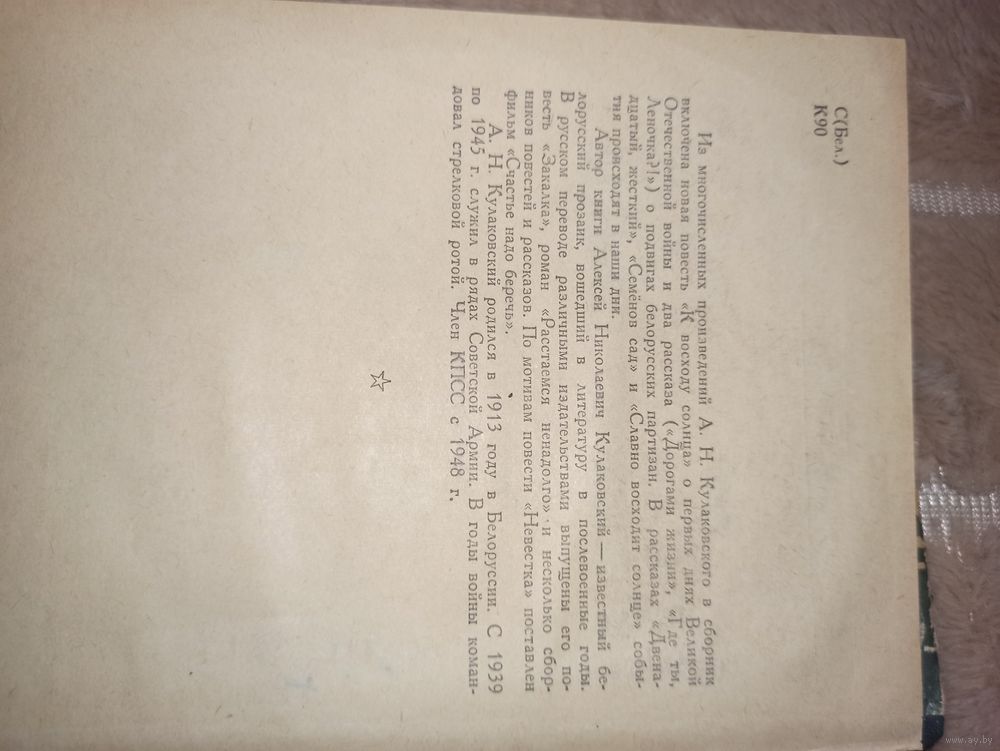 С(Бел.)
К90
Из многочисленных произведений А. Н. Кулаковского в сборник
включена новая повесть «К восходу солнца» о первых днях Великой
Отечественной войны и два рассказа («Дорогами жизни», «Где ты,
Леночка?!») о подвигах белорусских партизан. В рассказах «Двена-
дцатый, жесткий», «Семёнов сад» и «Славно восходит солнце» собы-
тия происходят в наши дни.
Автор книги Алексей Николаевич Кулаковский — известный бе-
лорусский прозаик, вошедший в литературу в послевоенные годы.
В русском переводе различными издательствами выпущены его по-
весть «Закалка», роман «Расстаемся ненадолго» и несколько сбор-
ников повестей и рассказов. По мотивам повести «Невестка» поставлен
фильм «Счастье надо беречь».
А. Н. Кулаковский родился в 1913 году в Белоруссии. С 1939
по 1945 г. служил в рядах Советской Армии. В годы войны коман-
довал стрелковой ротой. Член КПСС с 1948 г.
www.ay.by